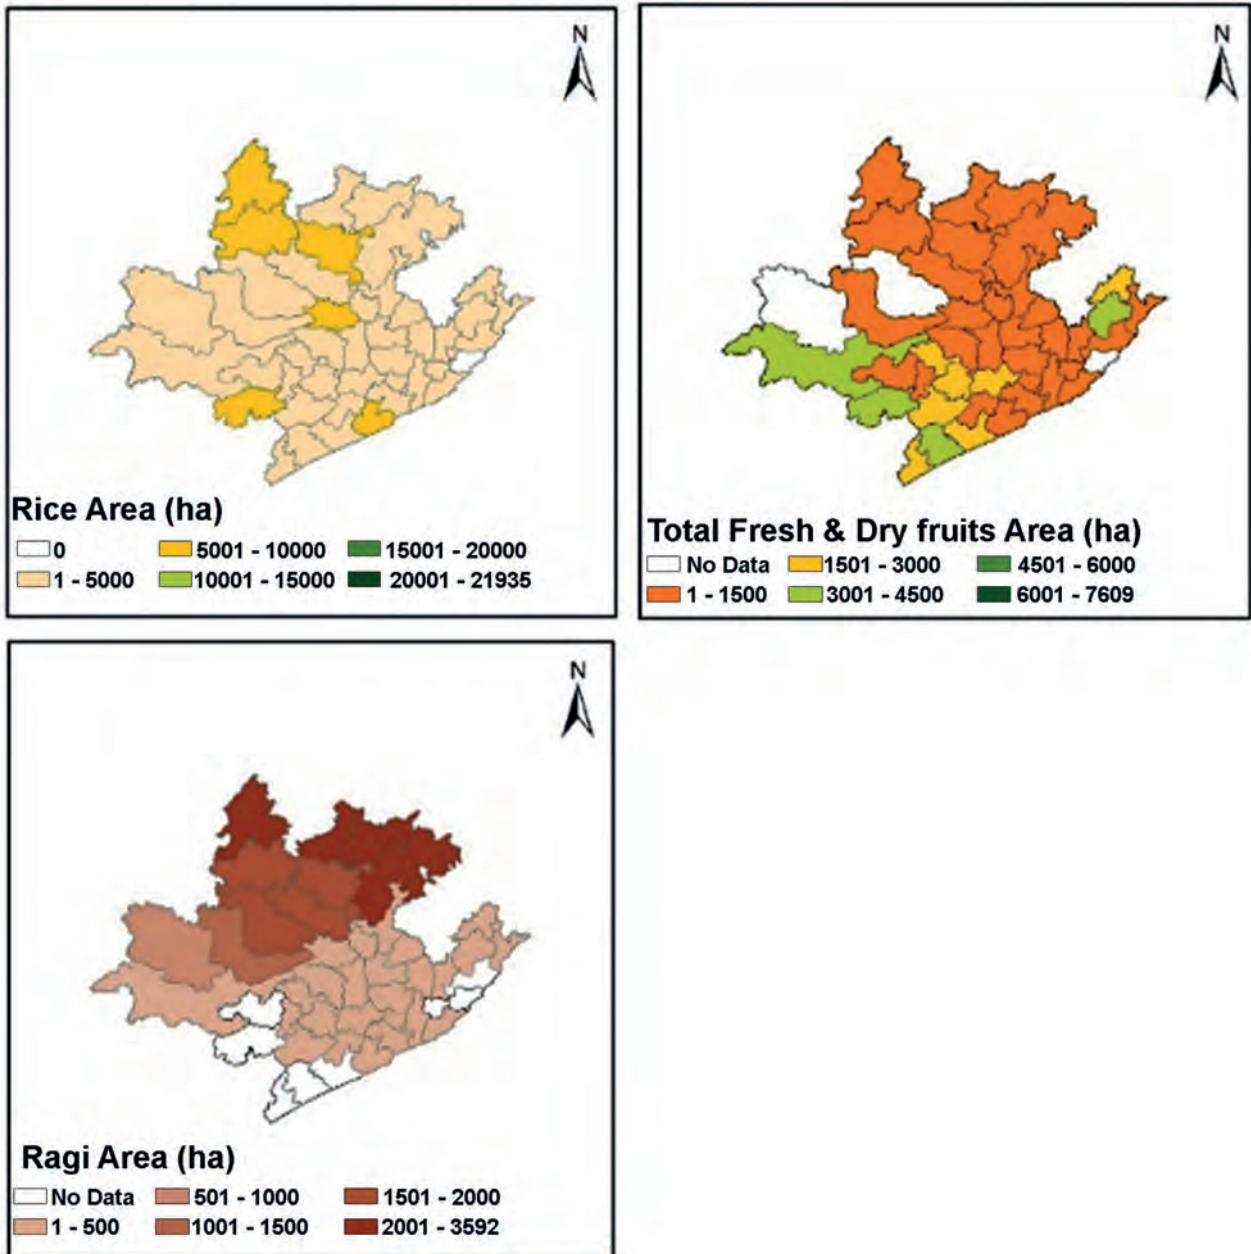 N
Rice Area (ha)
0 5001 - 10000 15001 - 20000
1 - 5000 10001 - 15000 20001 - 21935
N
Total Fresh & Dry fruits Area (ha)
No Data 1501 - 3000 4501 - 6000
1 - 1500 3001 - 4500 6001 - 7609
N
Ragi Area (ha)
No Data 501 - 1000 1501 - 2000
1 - 500 1001 - 1500 2001 - 3592